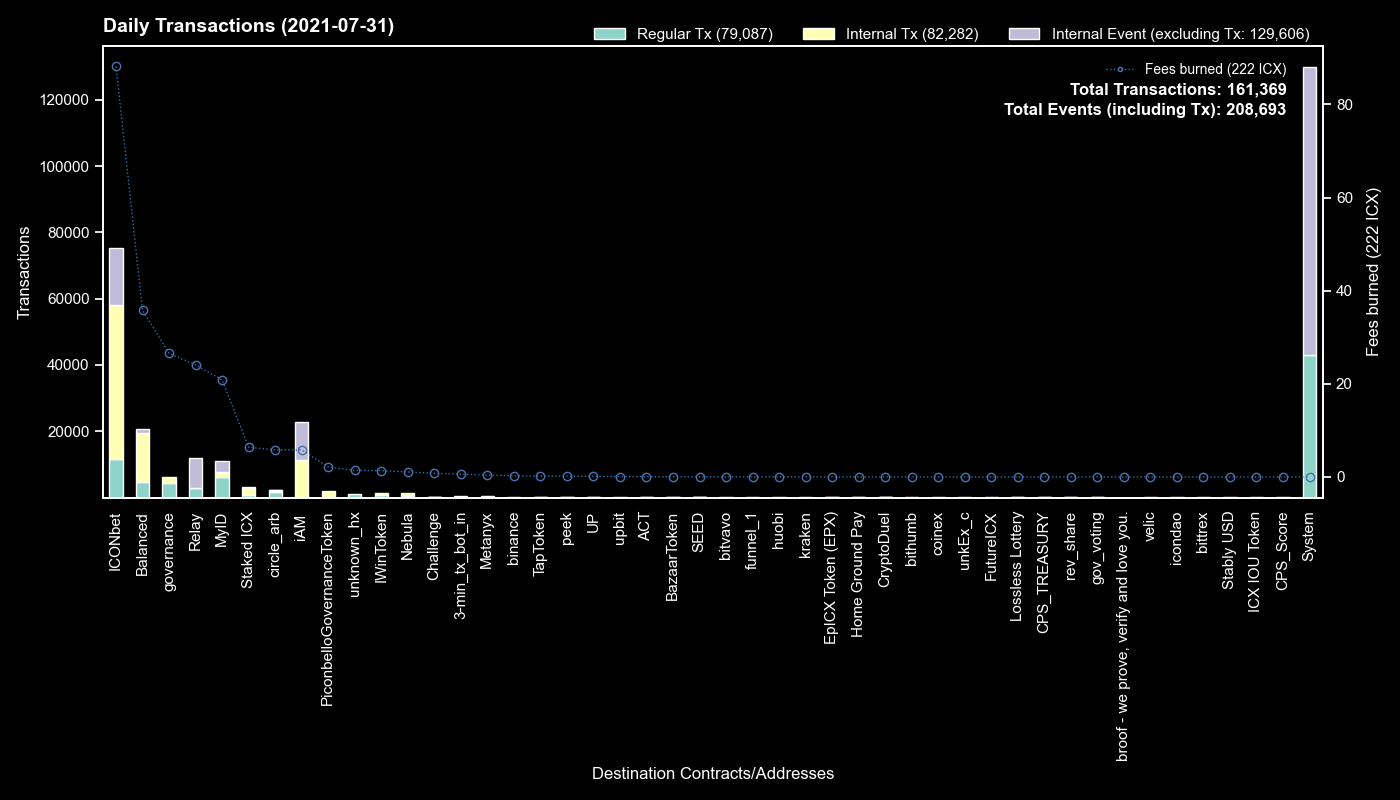 Daily Transactions (2021-07-31)
Regular Tx (79,087)
Internal Tx (82,282)
Internal Event (excluding Tx: 129,606)
Fees burned (222 ICX)
Total Transactions: 161,369
Total Events (including Tx): 208,693
120000
100000
80000
60000
40000
20000
Transactions
80
60
40
20
0
Fees burned (222 ICX)
ICONbet
Balanced
governance
Relay
MyID
Staked ICX
circle_arb
iAM
PiconbelloGovernanceToken
unknown_hx
IWinToken
Nebula
Challenge
3-min_tx_bot_in
Metanyx
binance
TapToken
peek
UP
upbit
ACT
BazaarToken
SEED
bitvavo
funnel_1
huobi
kraken
EpICX Token (EPX)
Home Ground Pay
CryptoDuel
bithumb
coinex
unkEx_c
FutureICX
Lossless Lottery
CPS_TREASURY
rev_share
gov_voting
broof - we prove, verify and love you.
velic
icondao
bittrex
Stably USD
ICX IOU Token
CPS_Score
System
Destination Contracts/Addresses